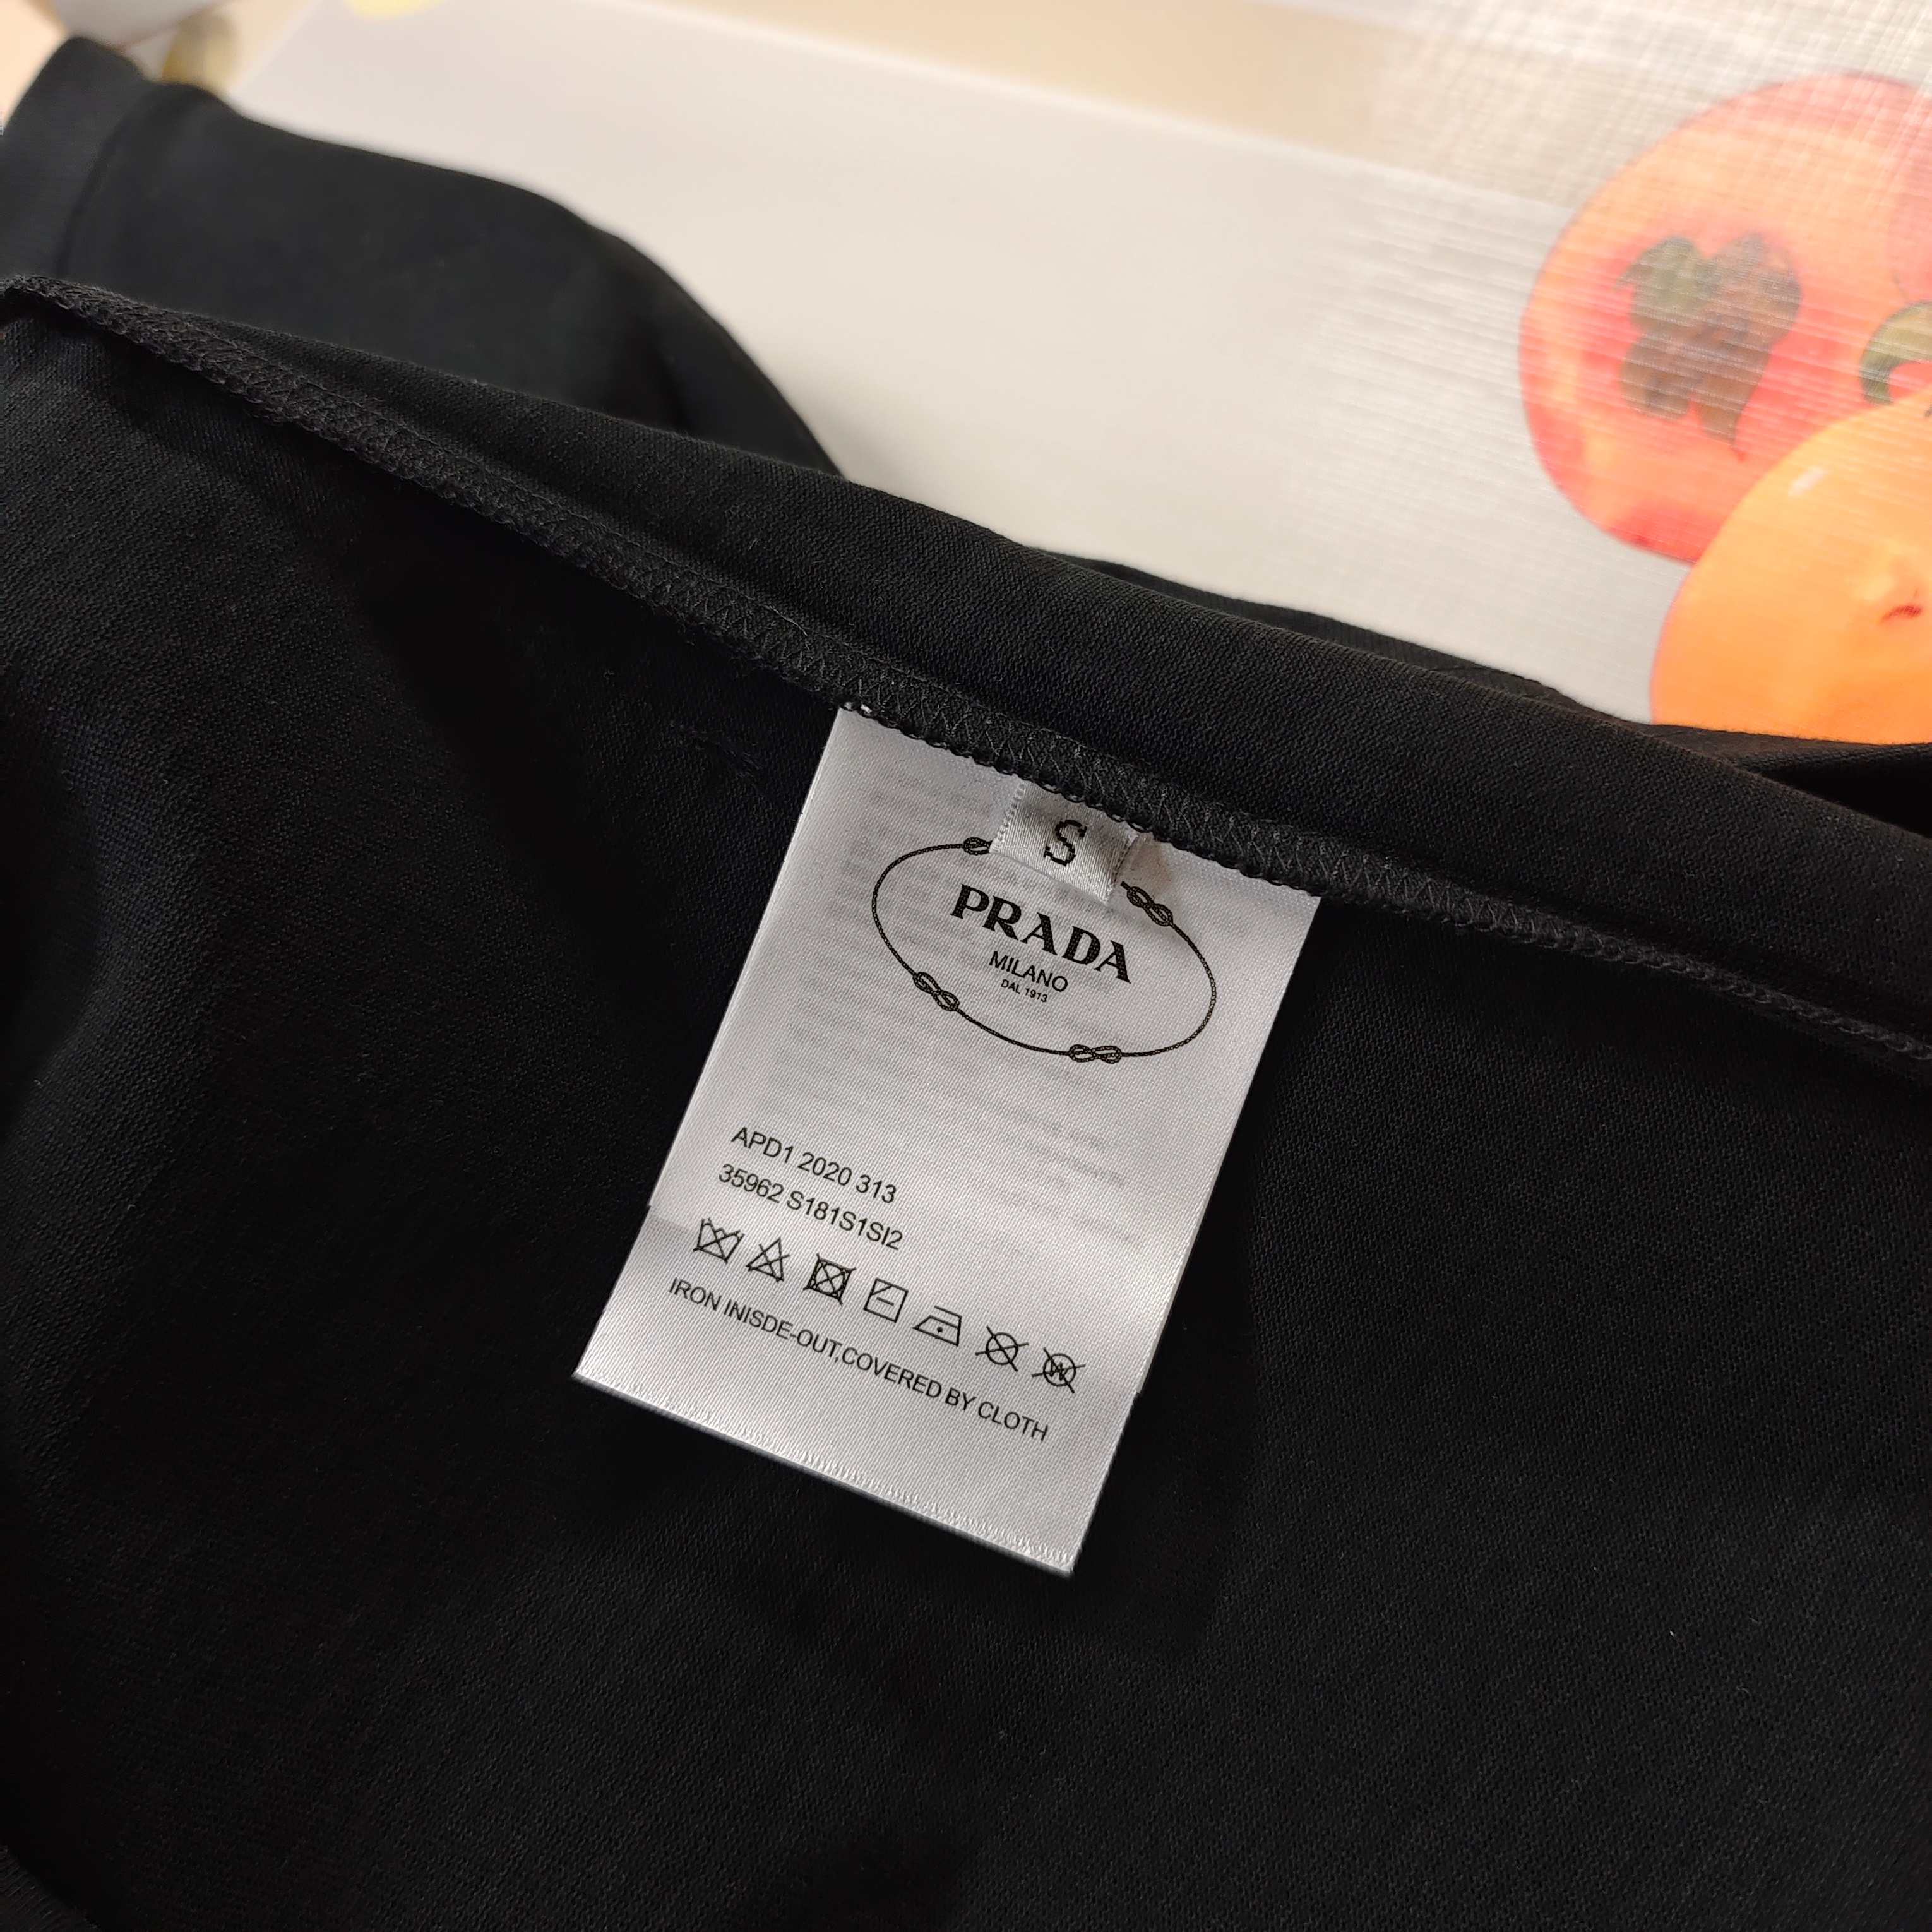 S
PRADA
MILANO
DAL 1913
APD1 2020 313
35962 S181S1SI2
IRON INISDE-OUT,COVERED BY CLOTH